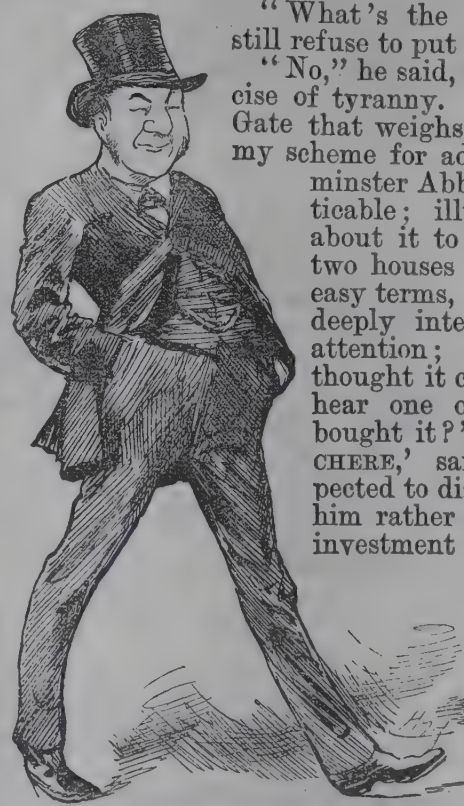 “What’s the
still refuse to put
“No,” he said,
cise of tyranny.
Gate that weighs
my scheme for ad
minster Abb
ticable; ill
about it to
two houses
easy terms,
deeply inte
attention;
thought it c
hear one o
bought it?’
CHERE,’ sai
pected to di
him rather
investment